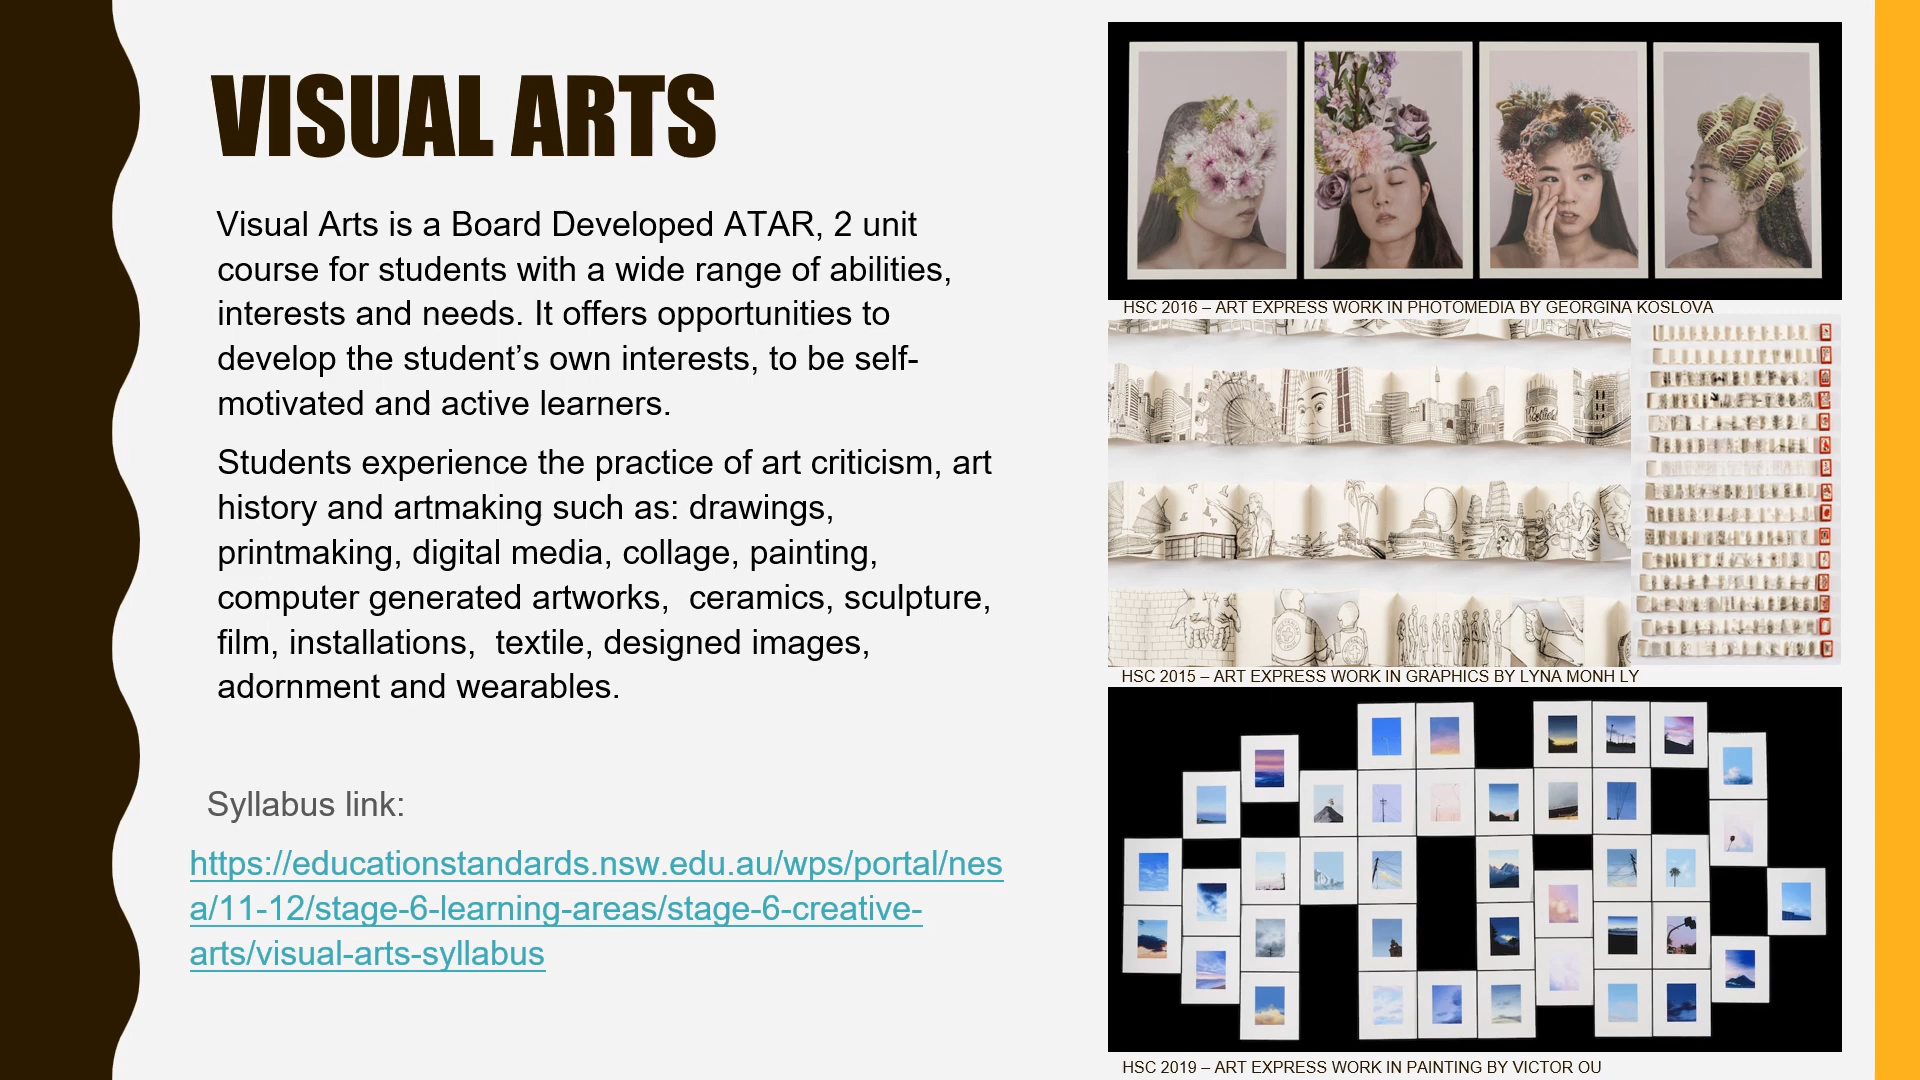 VISUAL ARTS
Visual Arts is a Board Developed ATAR, 2 unit
course for students with a wide range of abilities,
interests and needs. It offers opportunities to
develop the student’s own interests, to be self-
motivated and active learners.
Students experience the practice of art criticism, art
history and artmaking such as: drawings,
printmaking, digital media, collage, painting,
computer generated artworks,  ceramics, sculpture,
film, installations,  textile, designed images,
adornment and wearables.
Syllabus link:
https://educationstandards.nsw.edu.au/wps/portal/nes
a/11-12/stage-6-learning-areas/stage-6-creative-
arts/visual-arts-syllabus
HSC 2016 – ART EXPRESS WORK IN PHOTOMEDIA BY GEORGINA KOSLOVA
Westfield
HSC 2015 – ART EXPRESS WORK IN GRAPHICS BY LYNA MONH LY
HSC 2019 – ART EXPRESS WORK IN PAINTING BY VICTOR OU